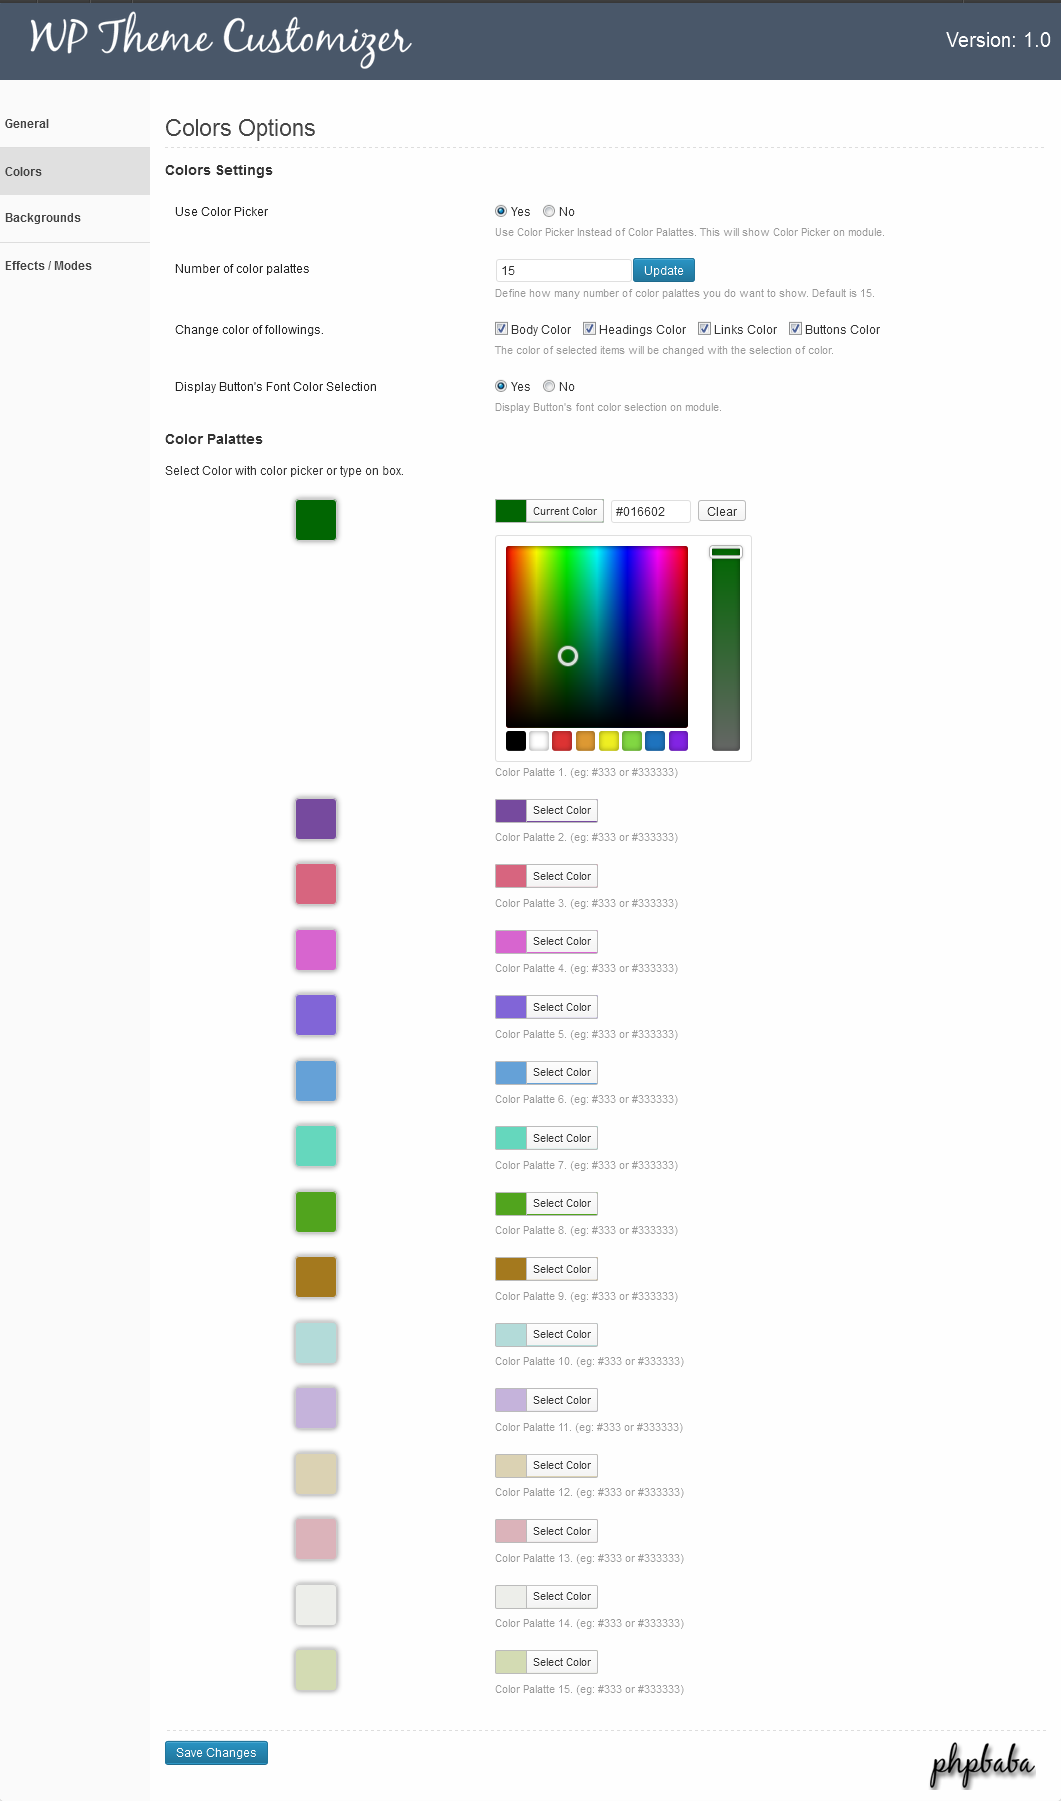 WP Theme Customizer
Version: 1.0
General
Colors
Backgrounds
Effects / Modes
Colors Options
Colors Settings
Use Color Picker
Yes No
Use Color Picker Instead of Color Palattes. This will show Color Picker on module.
Number of color palattes
15 Update
Define how many number of color palattes you do want to show. Default is 15.
Change color of followings.
Body Color Headings Color Links Color Buttons Color
The color of selected items will be changed with the selection of color.
Display Button's Font Color Selection
Yes No
Display Button's font color selection on module.
Color Palattes
Select Color with color picker or type on box.
Current Color #016602 Clear
Color Palatte 1. (eg: #333 or #333333)
Select Color
Color Palatte 2. (eg: #333 or #333333)
Select Color
Color Palatte 3. (eg: #333 or #333333)
Select Color
Color Palatte 4. (eg: #333 or #333333)
Select Color
Color Palatte 5. (eg: #333 or #333333)
Select Color
Color Palatte 6. (eg: #333 or #333333)
Select Color
Color Palatte 7. (eg: #333 or #333333)
Select Color
Color Palatte 8. (eg: #333 or #333333)
Select Color
Color Palatte 9. (eg: #333 or #333333)
Select Color
Color Palatte 10. (eg: #333 or #333333)
Select Color
Color Palatte 11. (eg: #333 or #333333)
Select Color
Color Palatte 12. (eg: #333 or #333333)
Select Color
Color Palatte 13. (eg: #333 or #333333)
Select Color
Color Palatte 14. (eg: #333 or #333333)
Select Color
Color Palatte 15. (eg: #333 or #333333)
Save Changes
phpbaba